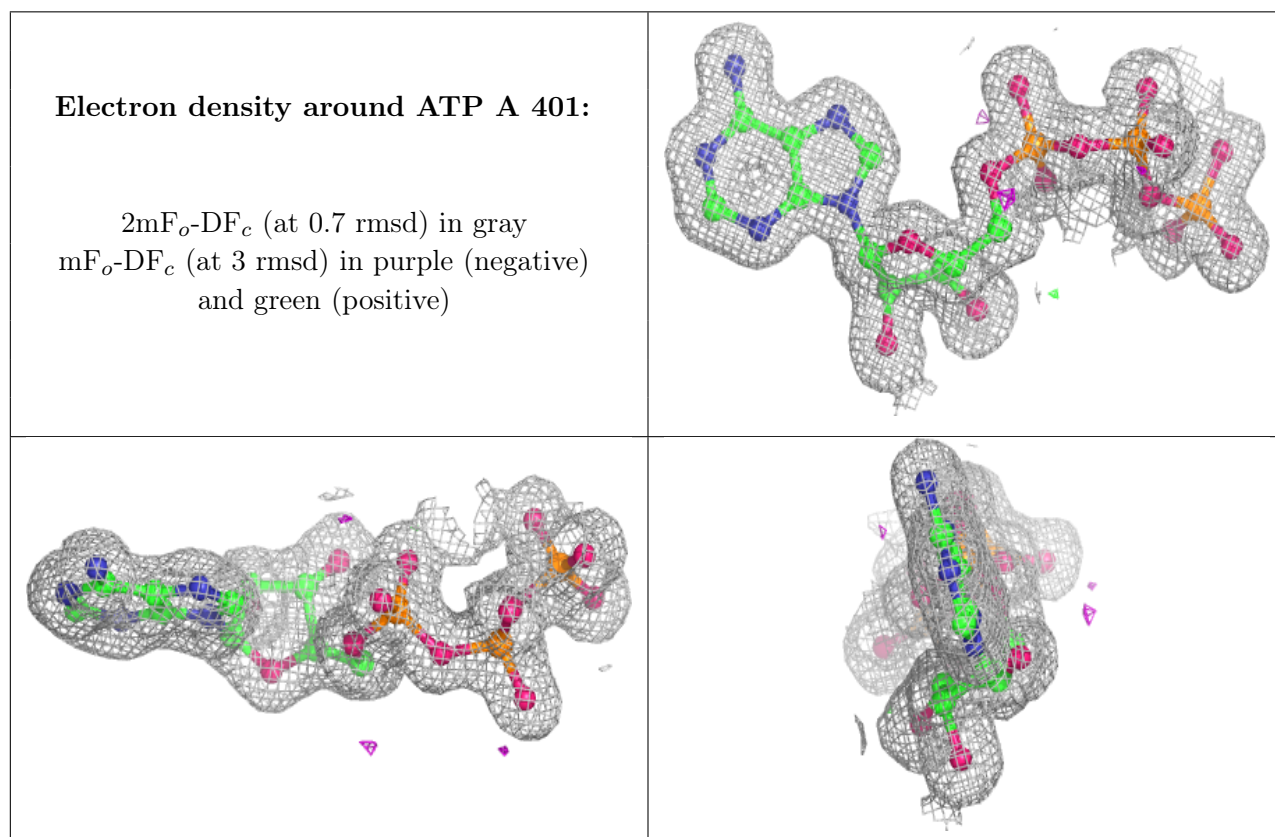 Electron density around ATP A 401:
2mFo-DFc (at 0.7 rmsd) in gray
mFo-DFc (at 3 rmsd) in purple (negative)
and green (positive)